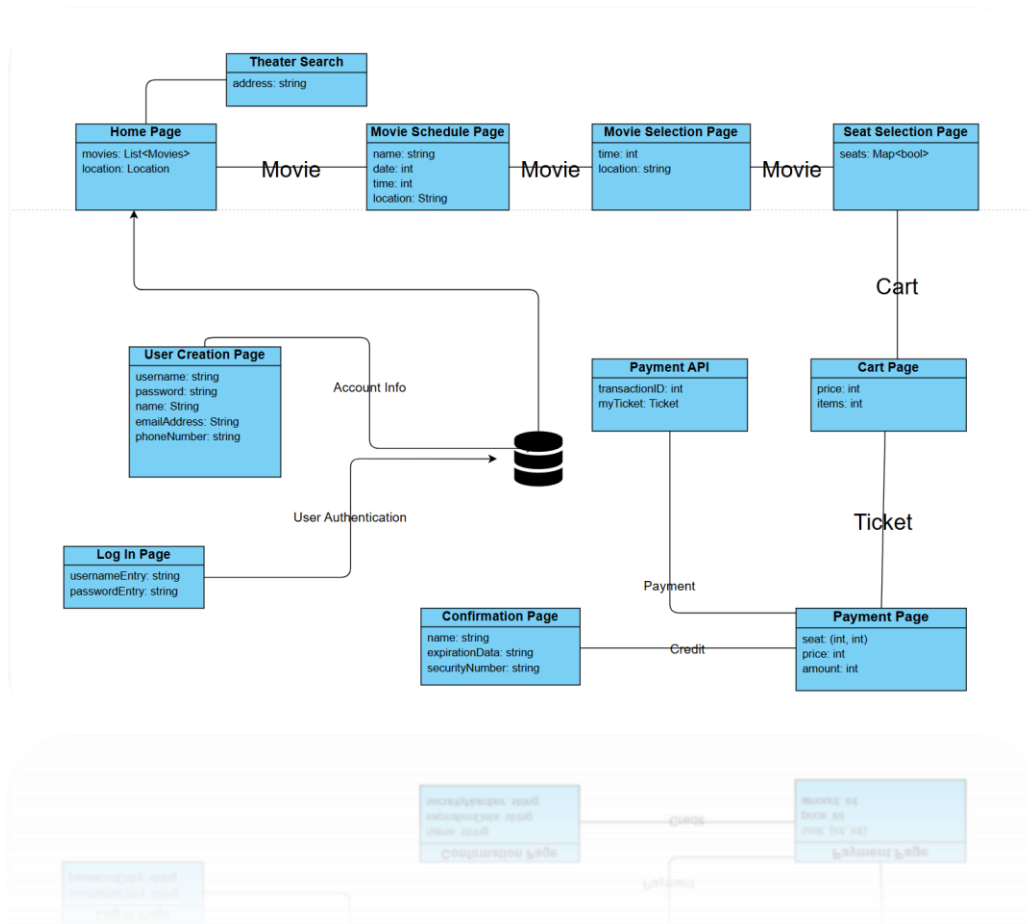 Theater Search
address: string
Home Page
movies: List<Movies>
location: Location
Movie
Movie Schedule Page
name: string
date: int
time: int
location: String
Movie
Movie Selection Page
time: int
location: string
Movie
Seat Selection Page
seats: Map<bool>
Cart
User Creation Page
username: string
password: string
name: String
emailAddress: String
phoneNumber: string
Account Info
Payment API
transactionID: int
myTicket: Ticket
Cart Page
price: int
items: int
User Authentication
Ticket
Log In Page
usernameEntry: string
passwordEntry: string
Payment
Confirmation Page
name: string
expirationData: string
securityNumber: string
Credit
Payment Page
seat: (int, int)
price: int
amount: int